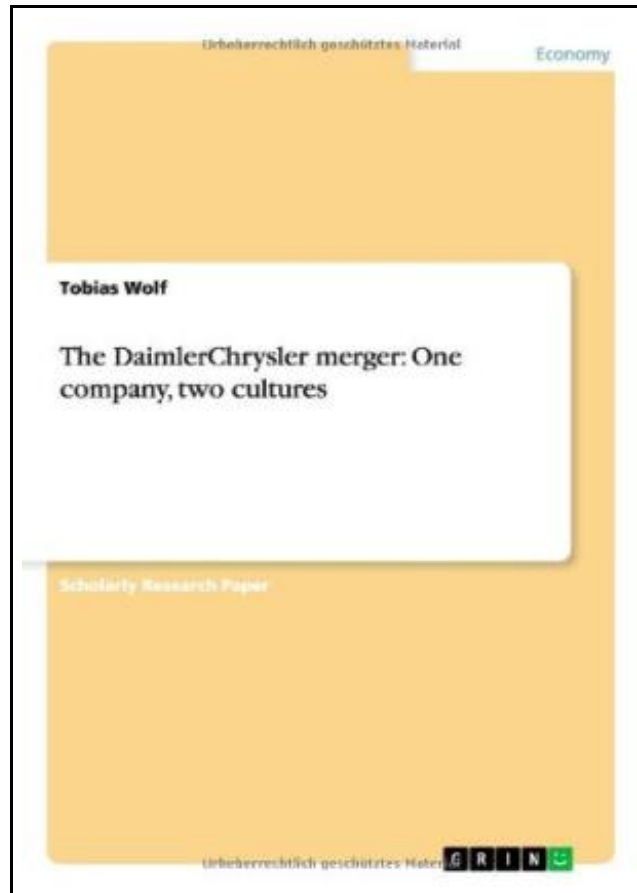 Urheberrechtlich geschütztes Material
Economy
Tobias Wolf
The DaimlerChrysler merger: One
company, two cultures
Scholarly Research Paper
Urheberrechtlich geschütztes Mater
GRIN